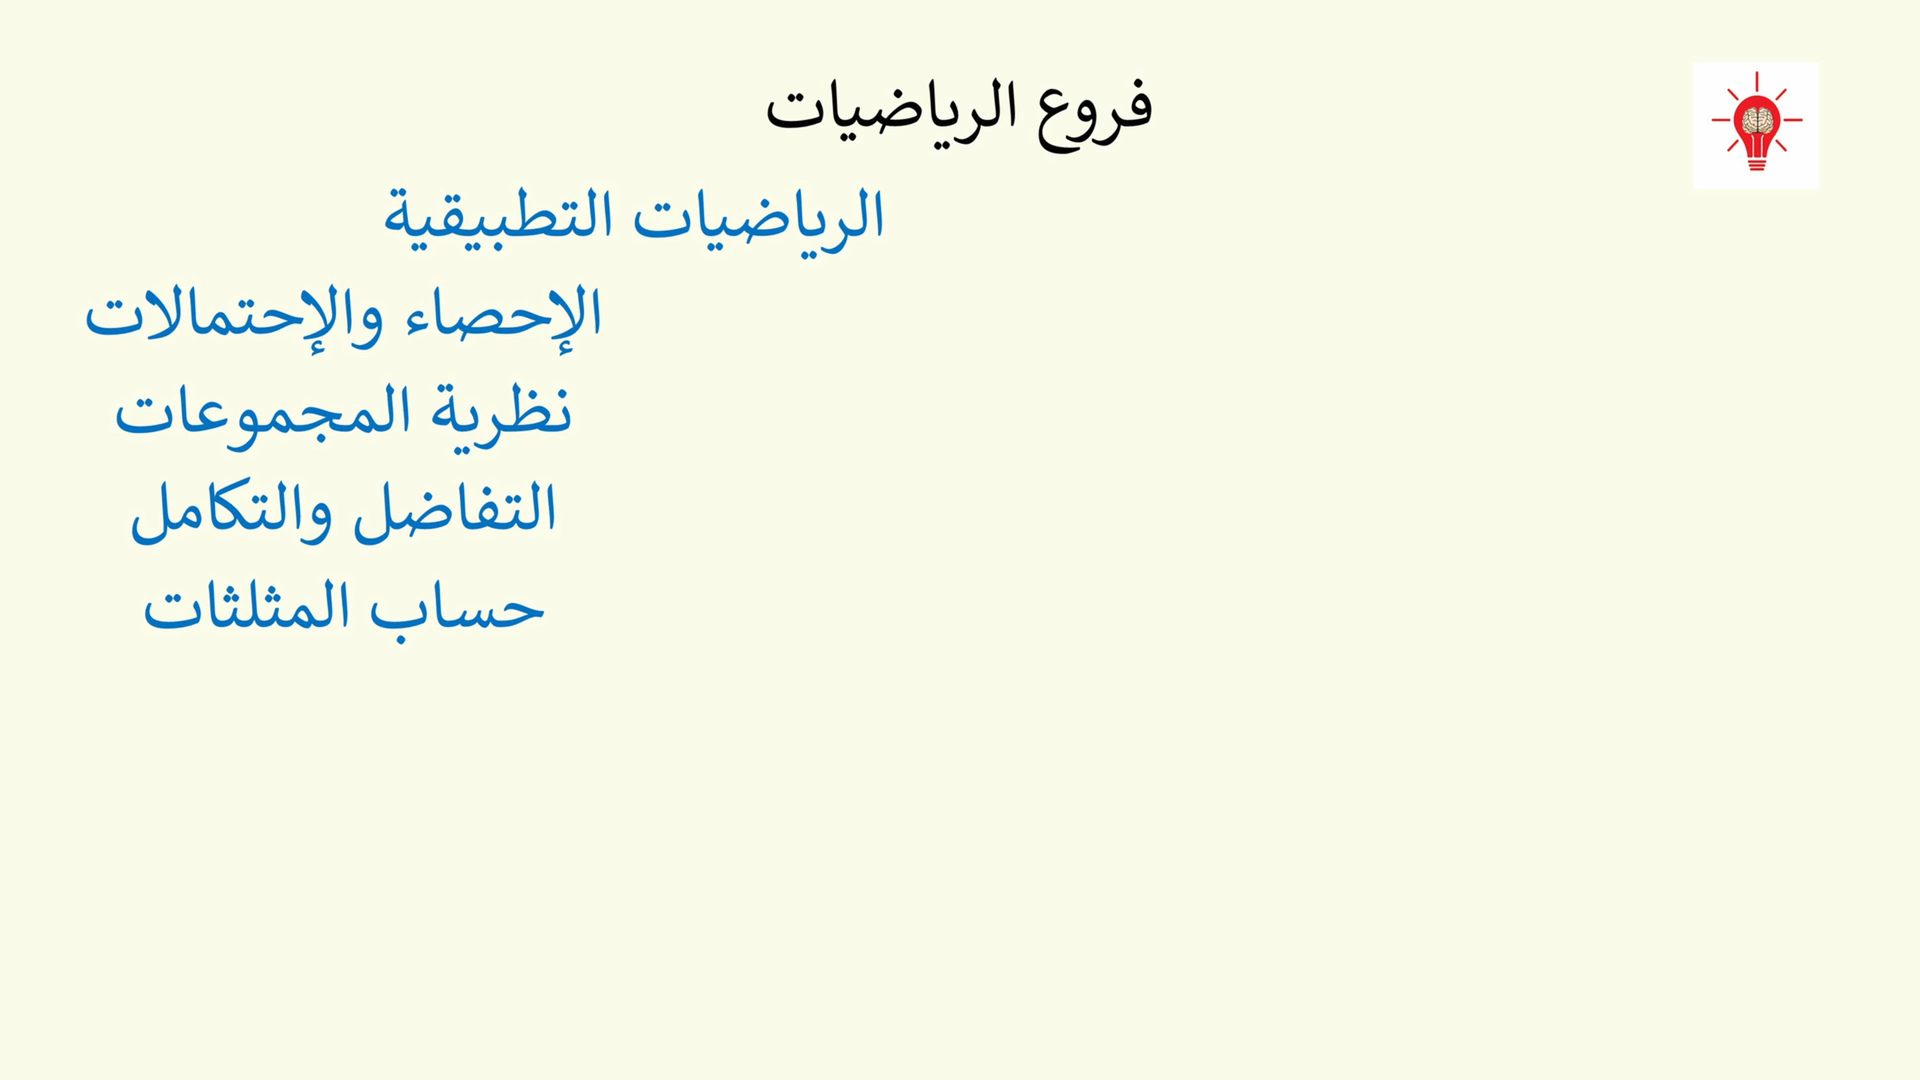 فروع الرياضيات
الرياضيات التطبيقية
الإحصاء والإحتمالات
نظرية المجموعات
التفاضل والتكامل
حساب المثلثات